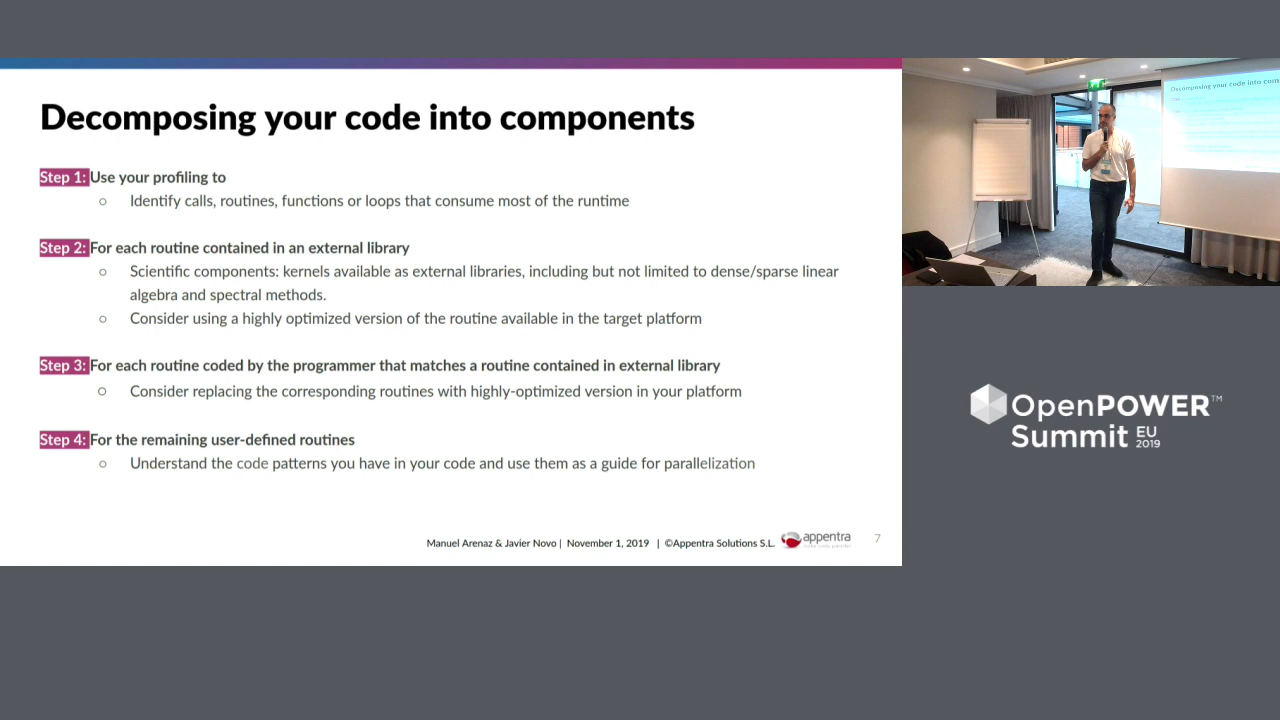 Decomposing your code into components
Step 1: Use your profiling to
○ Identify calls, routines, functions or loops that consume most of the runtime
Step 2: For each routine contained in an external library
○ Scientific components: kernels available as external libraries, including but not limited to dense/sparse linear
algebra and spectral methods.
○ Consider using a highly optimized version of the routine available in the target platform
Step 3: For each routine coded by the programmer that matches a routine contained in external library
○ Consider replacing the corresponding routines with highly-optimized version in your platform
Step 4: For the remaining user-defined routines
○ Understand the code patterns you have in your code and use them as a guide for parallelization
Manuel Arenaz & Javier Novo | November 1, 2019 | ©Appentra Solutions S.L.
appentra
7
Decomposing your code into com
OpenPOWER™
Summit EU
2019